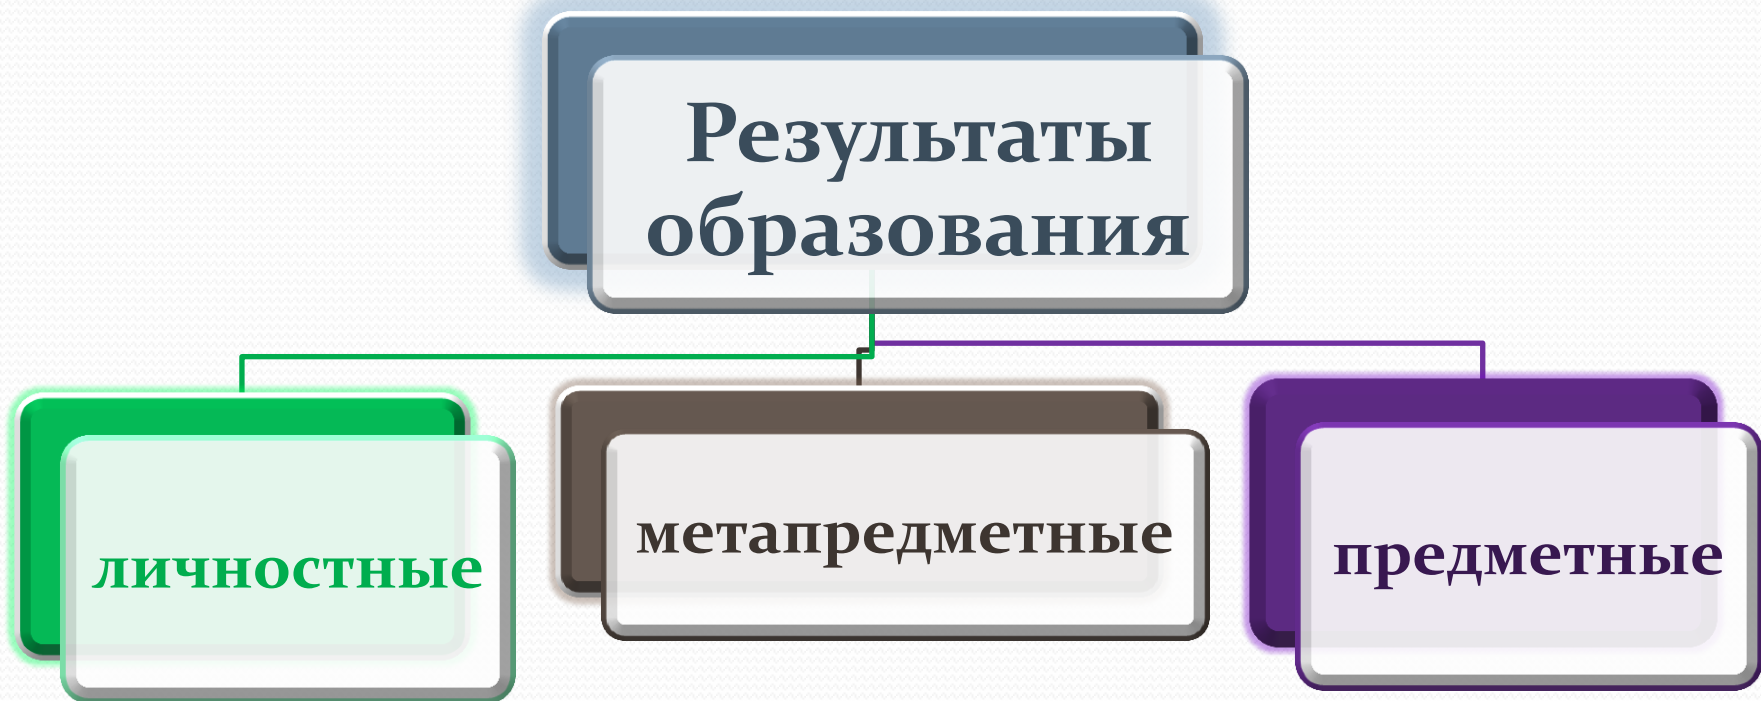 Результаты
образования
личностные
метапредметные
предметные